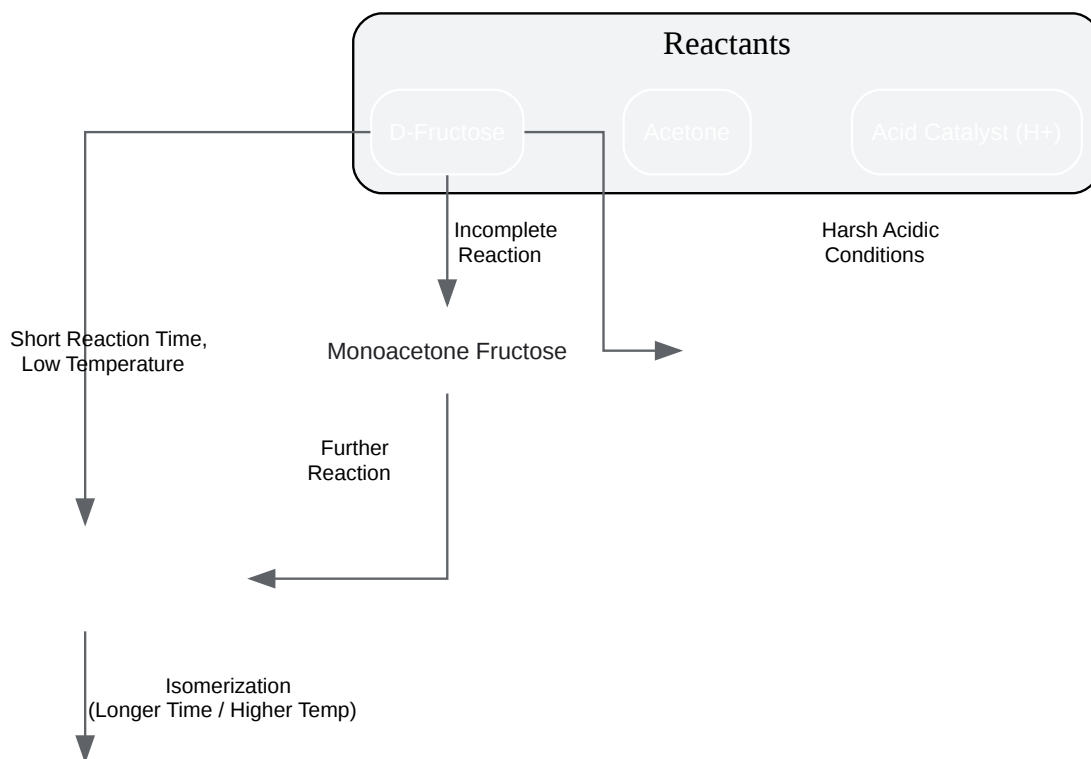 Reactants
D-Fructose
Acetone
Acid Catalyst (H+)
Incomplete
Reaction
Harsh Acidic
Conditions
Short Reaction Time,
Low Temperature
Monoacetone Fructose
Further
Reaction
Isomerization
(Longer Time / Higher Temp)